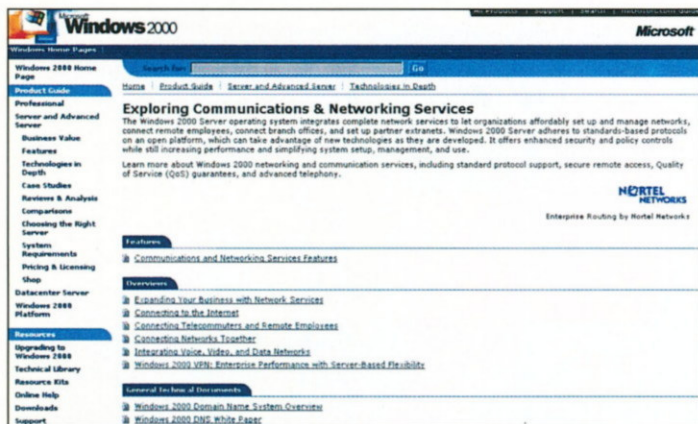 All Products | Support | Search | microsoft.com Guide
Microsoft
Windows 2000
Microsoft
Windows Home Pages |
Search for:
Go
Windows 2000 Home Page
Product Guide
Professional
Server and Advanced Server
Business Value
Features
Technologies in Depth
Case Studies
Reviews & Analysis
Comparisons
Choosing the Right Server
System Requirements
Pricing & Licensing
Shop
Datacenter Server
Windows 2000 Platform
Resources
Upgrading to Windows 2000
Technical Library
Resource Kits
Online Help
Downloads
Support
Home | Product Guide | Server and Advanced Server | Technologies in Depth
Exploring Communications & Networking Services
The Windows 2000 Server operating system integrates complete network services to let organizations affordably set up and manage networks,
connect remote employees, connect branch offices, and set up partner extranets. Windows 2000 Server adheres to standards-based protocols
on an open platform, which can take advantage of new technologies as they are developed. It offers enhanced security and policy controls
while still increasing performance and simplifying system setup, management, and use.
Learn more about Windows 2000 networking and communication services, including standard protocol support, secure remote access, Quality
of Service (QoS) guarantees, and advanced telephony.
NORTEL
NETWORKS
Enterprise Routing by Nortel Networks
Features
Communications and Networking Services Features
Overviews
Expanding Your Business with Network Services
Connecting to the Internet
Connecting Telecommuters and Remote Employees
Connecting Networks Together
Integrating Voice, Video, and Data Networks
Windows 2000 VPN: Enterprise Performance with Server-Based Flexibility
General Technical Documents
Windows 2000 Domain Name System Overview
Windows 2000 DNS White Paper